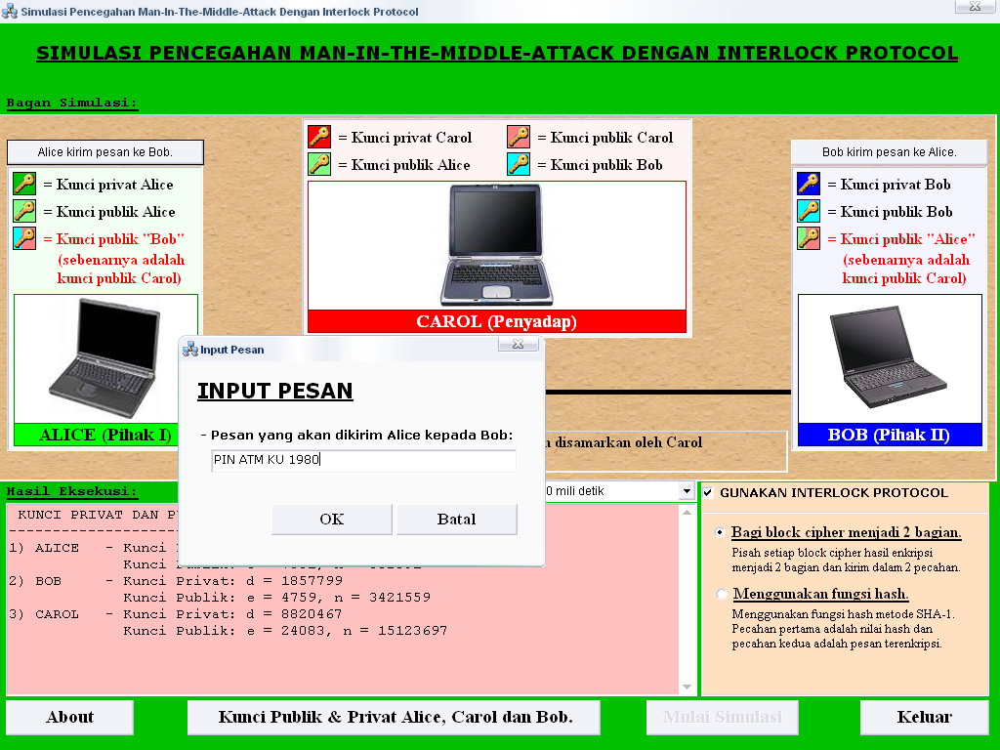 Simulasi Pencegahan Man-In-The-Middle-Attack Dengan Interlock Protocol
SIMULASI PENCEGAHAN MAN-IN-THE-MIDDLE-ATTACK DENGAN INTERLOCK PROTOCOL
Bagan Simulasi:
Alice kirim pesan ke Bob.
= Kunci privat Alice
= Kunci publik Alice
= Kunci publik "Bob"
(sebenarnya adalah
kunci publik Carol)
ALICE (Pihak I)
= Kunci privat Carol
= Kunci publik Carol
= Kunci publik Alice
= Kunci publik Bob
CAROL (Penyadap)
Bob kirim pesan ke Alice.
= Kunci privat Bob
= Kunci publik Bob
= Kunci publik "Alice"
(sebenarnya adalah
kunci publik Carol)
BOB (Pihak II)
Input Pesan
INPUT PESAN
- Pesan yang akan dikirim Alice kepada Bob:
PIN ATM KU 1980
OK
Batal
disamarkan oleh Carol
Hasil Eksekusi:
0 mili detik
KUNCI PRIVAT DAN
1) ALICE - Kunci
Kunci
2) BOB - Kunci Privat: d = 1857799
Kunci Publik: e = 4759, n = 3421559
3) CAROL - Kunci Privat: d = 8820467
Kunci Publik: e = 24083, n = 15123697
GUNAKAN INTERLOCK PROTOCOL
Bagi block cipher menjadi 2 bagian.
Pisah setiap block cipher hasil enkripsi
menjadi 2 bagian dan kirim dalam 2 pecahan.
Menggunakan fungsi hash.
Menggunakan fungsi hash metode SHA-1.
Pecahan pertama adalah nilai hash dan
pecahan kedua adalah pesan terenkripsi.
About
Kunci Publik & Privat Alice, Carol dan Bob.
Mulai Simulasi
Keluar